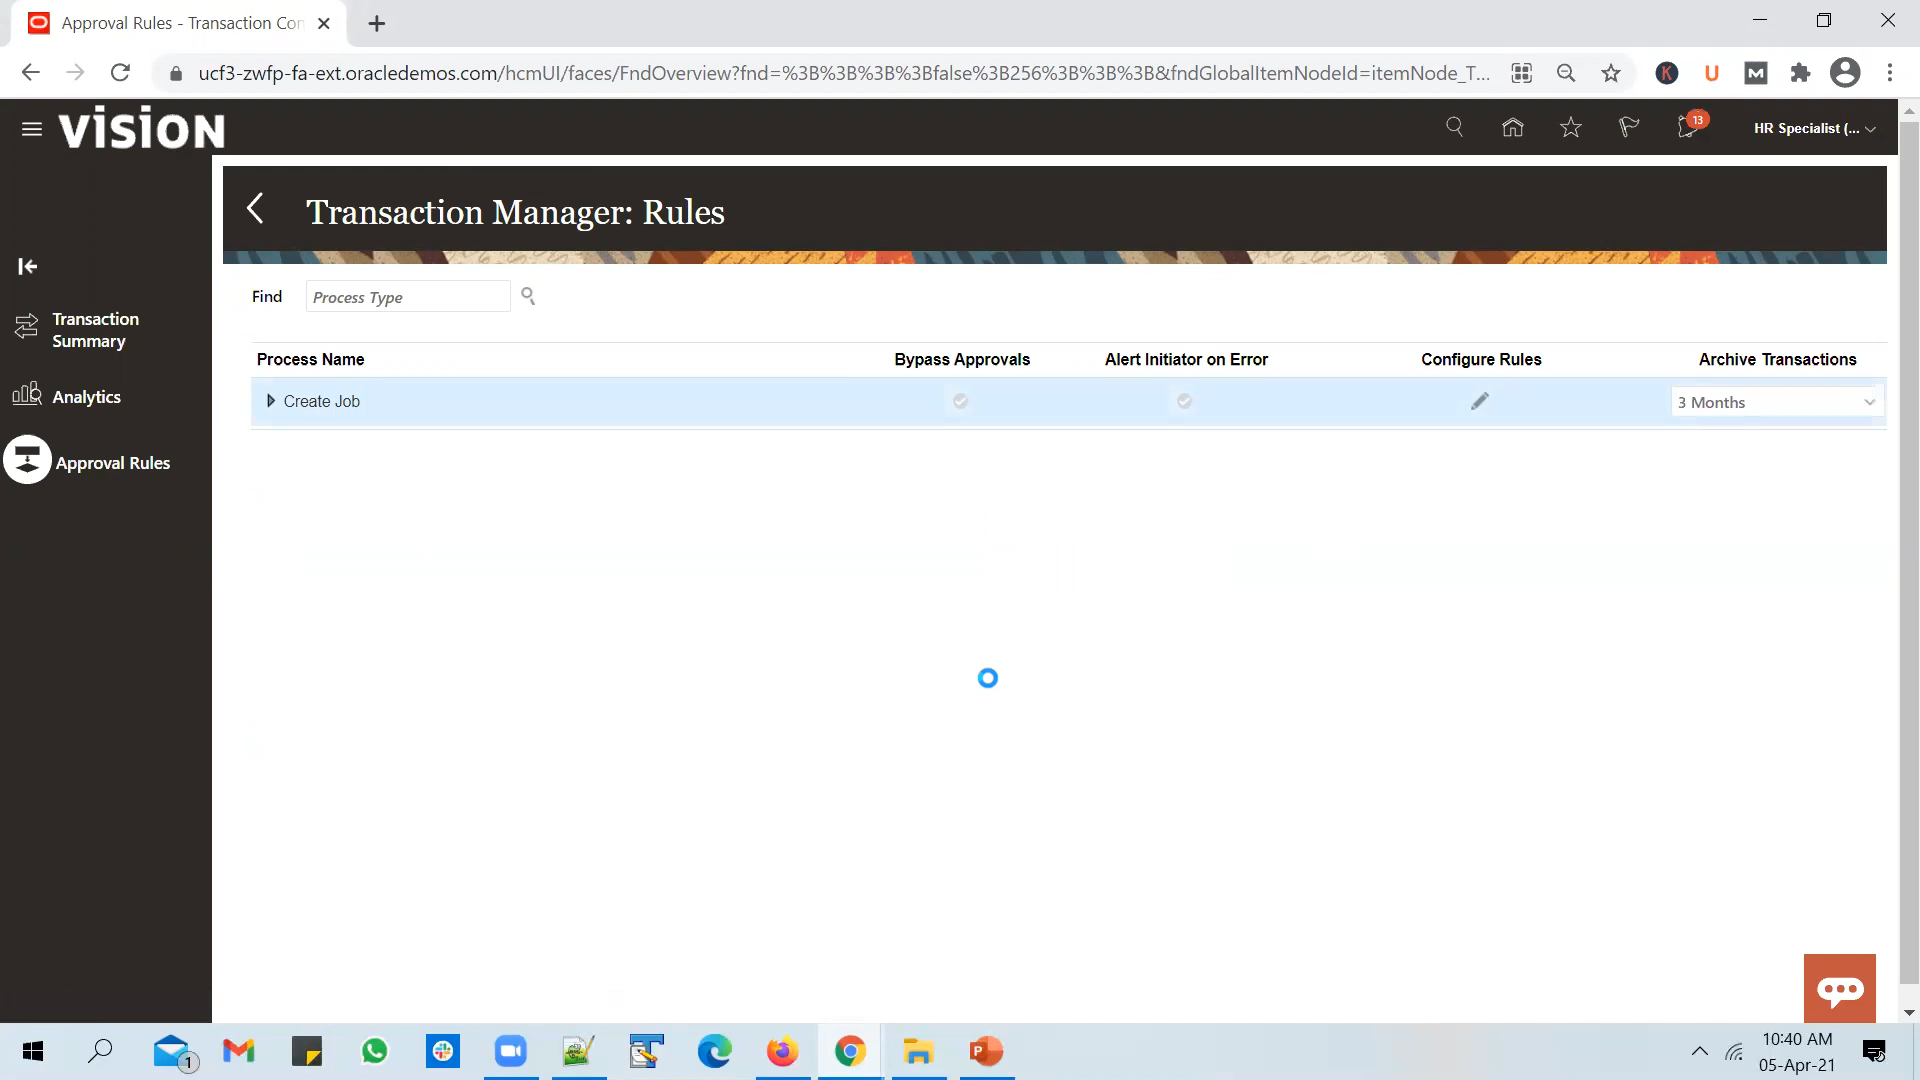 Approval Rules - Transaction Con
ucf3-zwfp-fa-ext.oracledemos.com/hcmUI/faces/FndOverview?fnd=%3B%3B%3B%3Bfalse%3B256%3B%3B%3B&fndGlobalItemNodeId=itemNode_T...
K
U
M
vision
13
HR Specialist (...
Transaction Manager: Rules
Find
Process Type
Transaction
Summary
Analytics
Approval Rules
Process Name
Bypass Approvals
Alert Initiator on Error
Configure Rules
Archive Transactions
Create Job
3 Months
1
P
10:40 AM
05-Apr-21